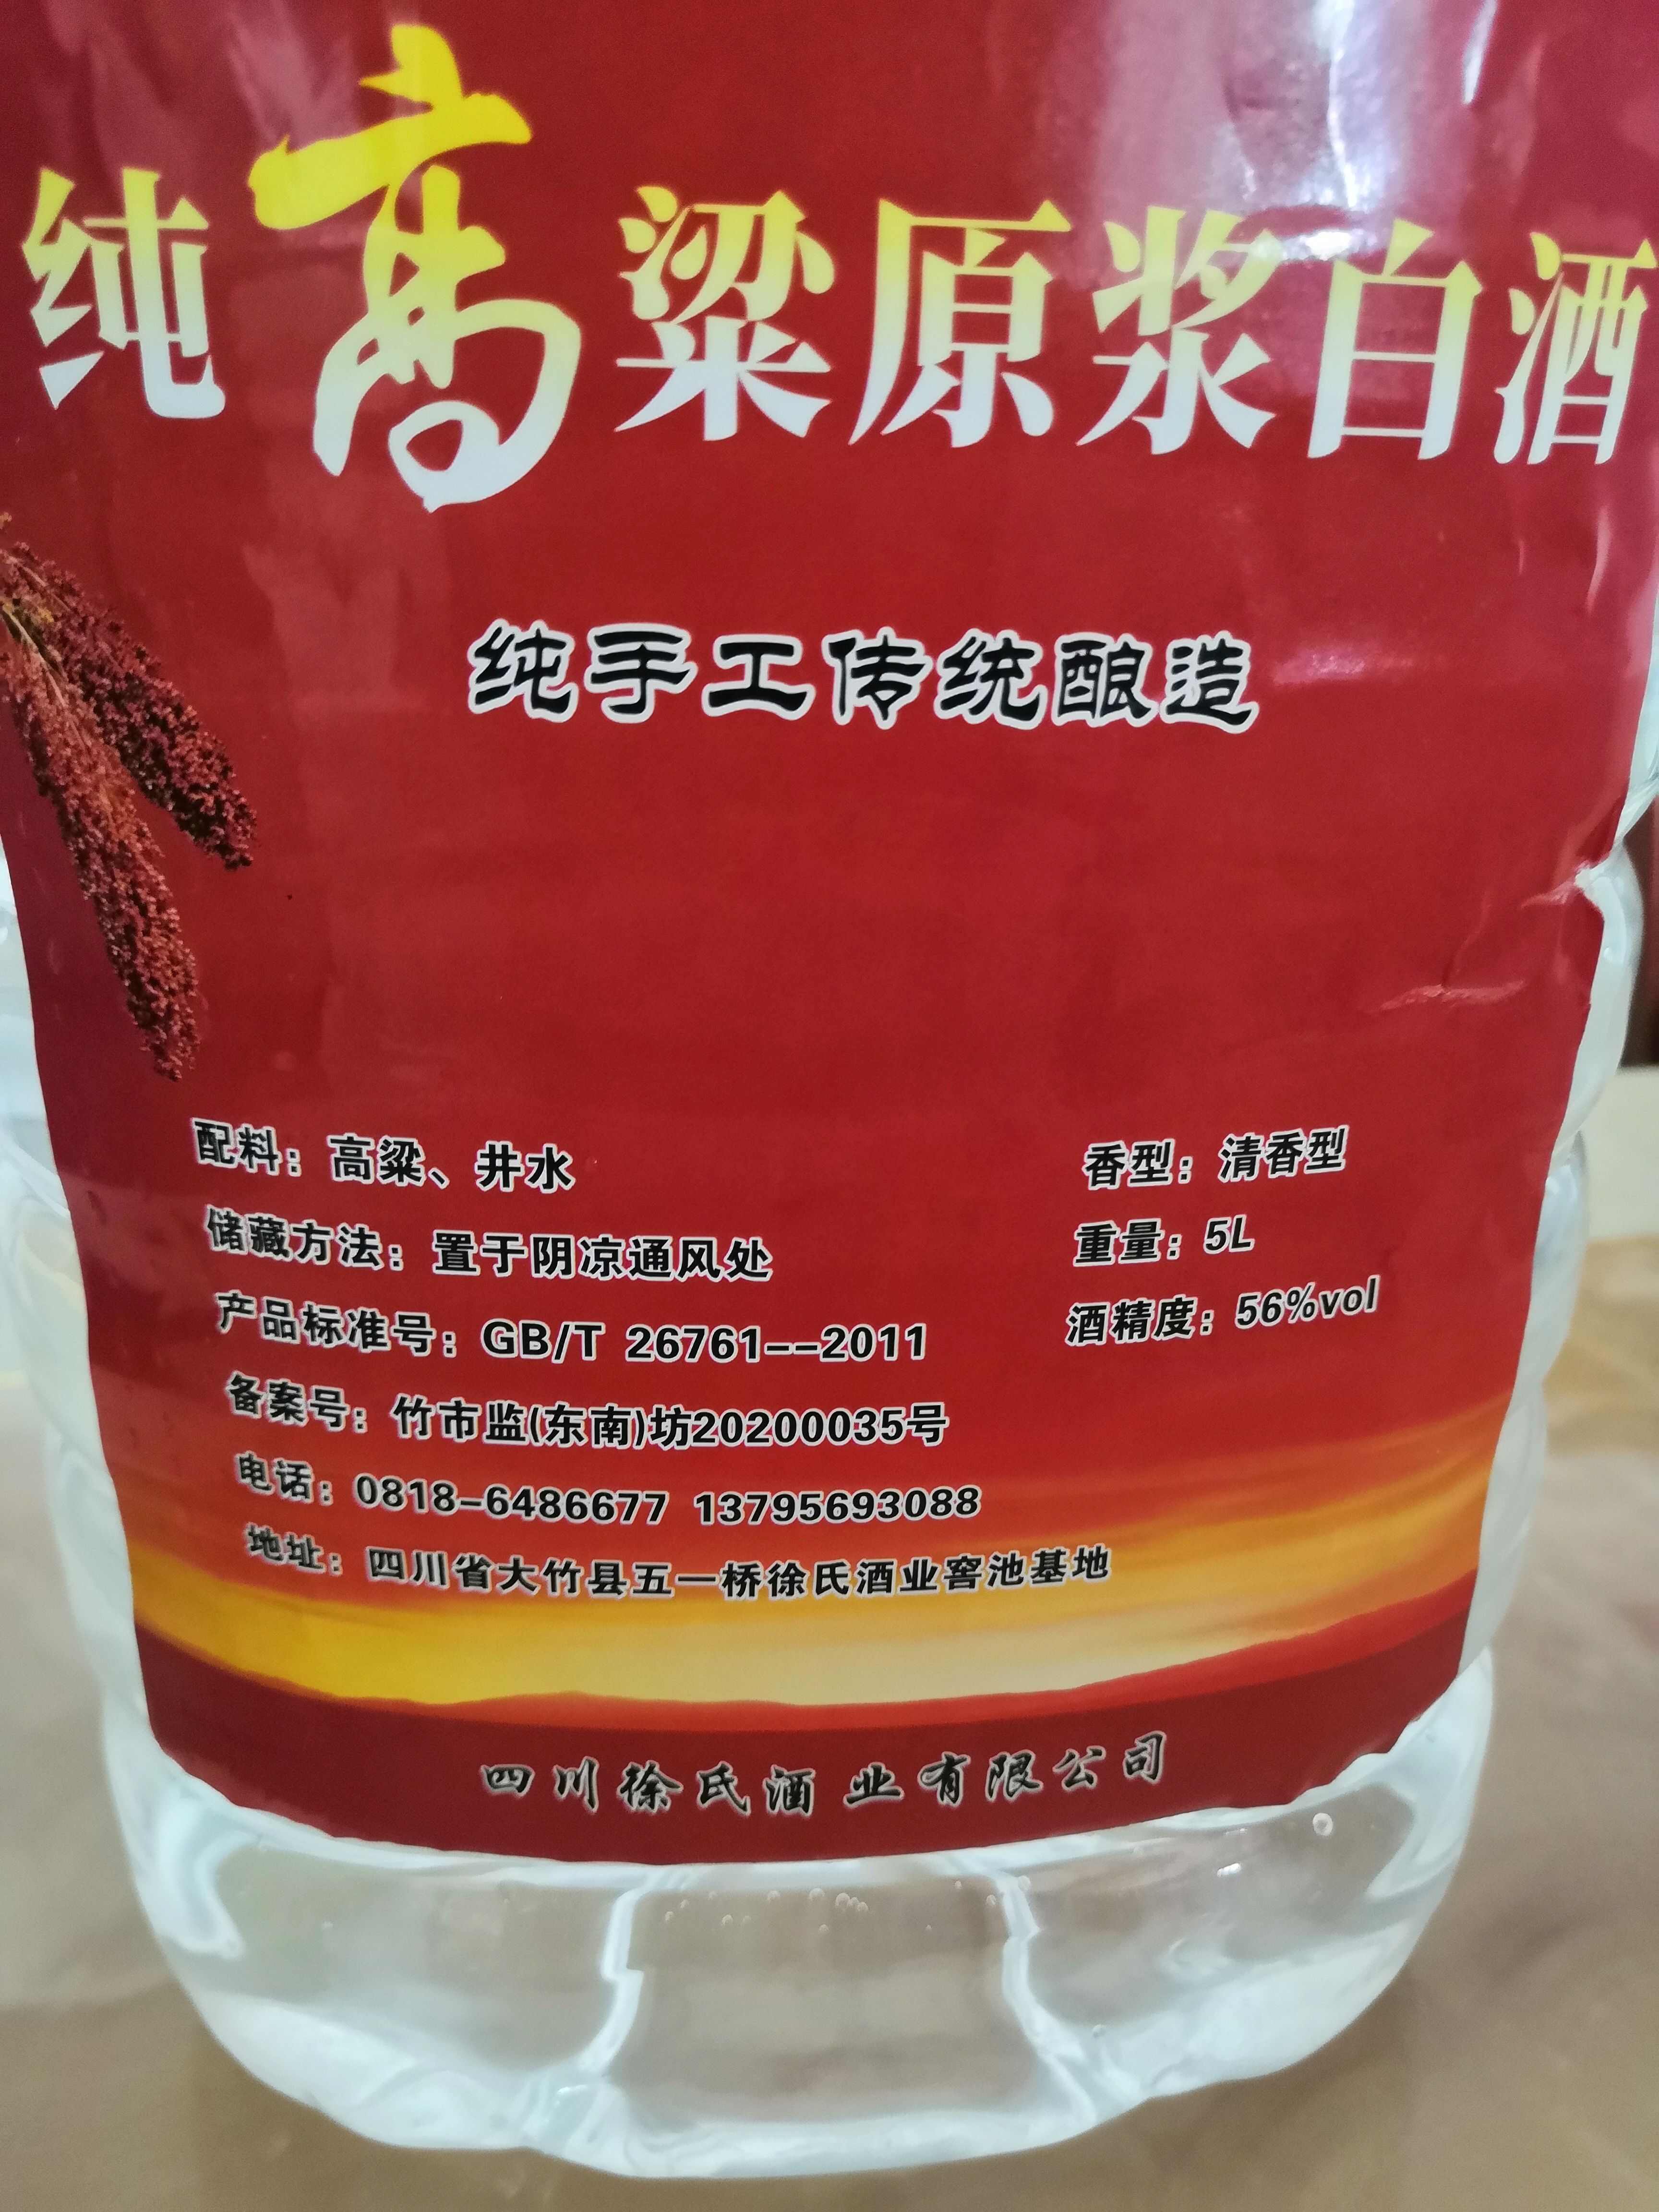 纯高粱原浆白酒
纯手工传统酿造
配料：高粱、井水
储藏方法：置于阴凉通风处
产品标准号：GB/T 26761--2011
备案号：竹市监(东南)坊20200035号
电话：0818-6486677 13795693088
地址：四川省大竹县五一桥徐氏酒业窖池基地
香型：清香型
重量：5L
酒精度：56%vol
四川徐氏酒业有限公司